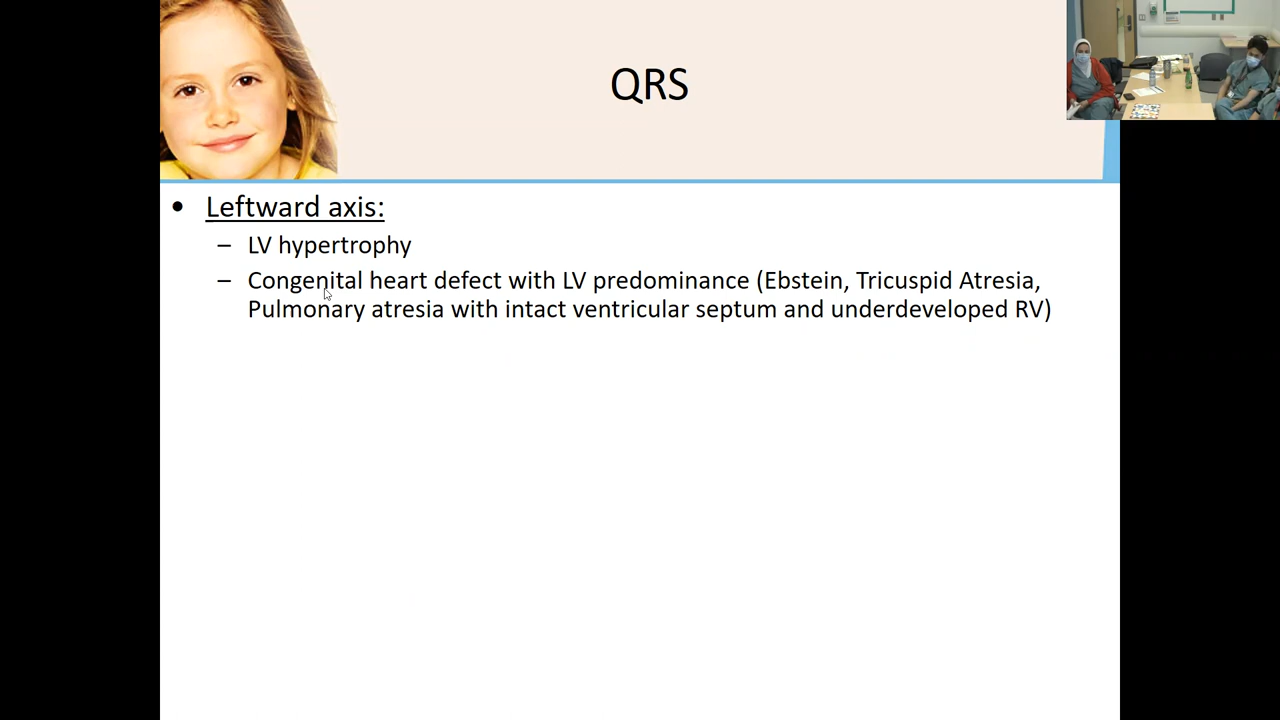 QRS
• Leftward axis:
– LV hypertrophy
– Congenital heart defect with LV predominance (Ebstein, Tricuspid Atresia,
Pulmonary atresia with intact ventricular septum and underdeveloped RV)